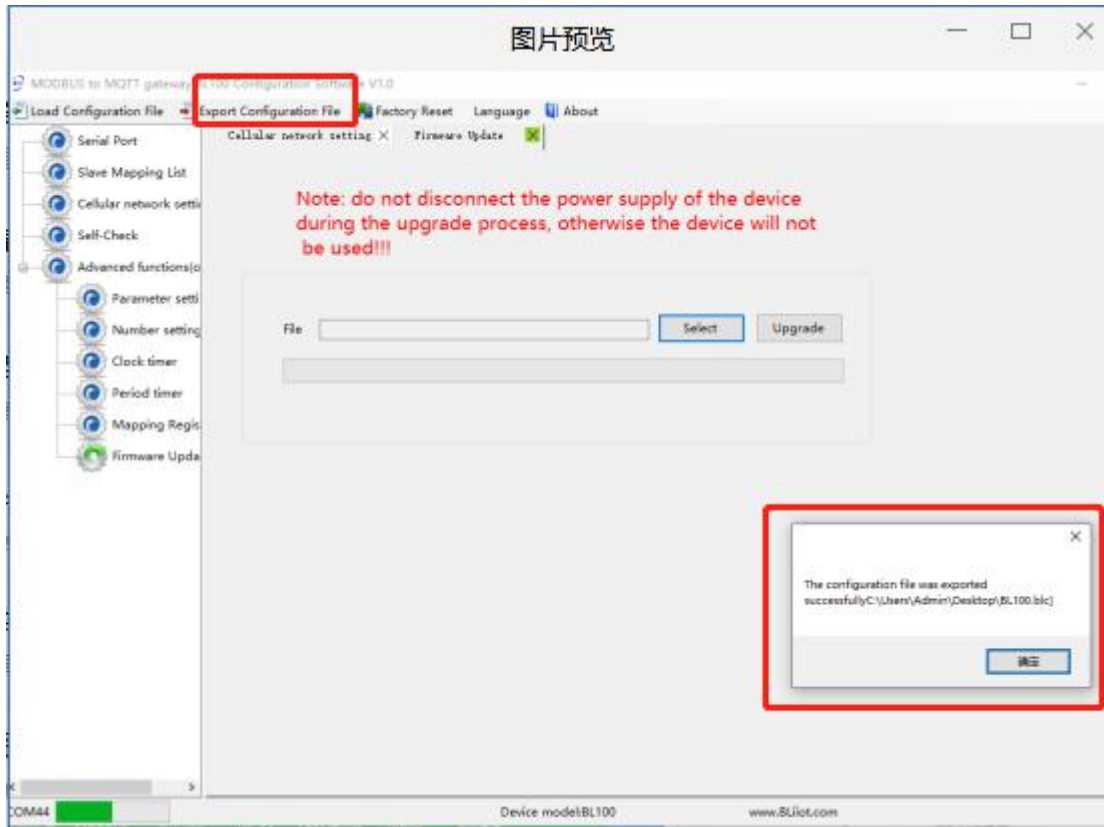 图片预览
MODBUS to MQTT gateway BL100 Configuration Software V1.0
Load Configuration File Export Configuration File Factory Reset Language About
Cellular network setting Firmware Update
Serial Port
Slave Mapping List
Cellular network setti
Self-Check
Advanced functions(o
Parameter setti
Number setting
Clock timer
Period timer
Mapping Regis
Firmware Upda
Note: do not disconnect the power supply of the device
during the upgrade process, otherwise the device will not
be used!!!
File Select Upgrade
The configuration file was exported
successfullyC:\Users\Admin\Desktop\BL100.blc]
确定
COM44 Device model:BL100 www.BLiiot.com